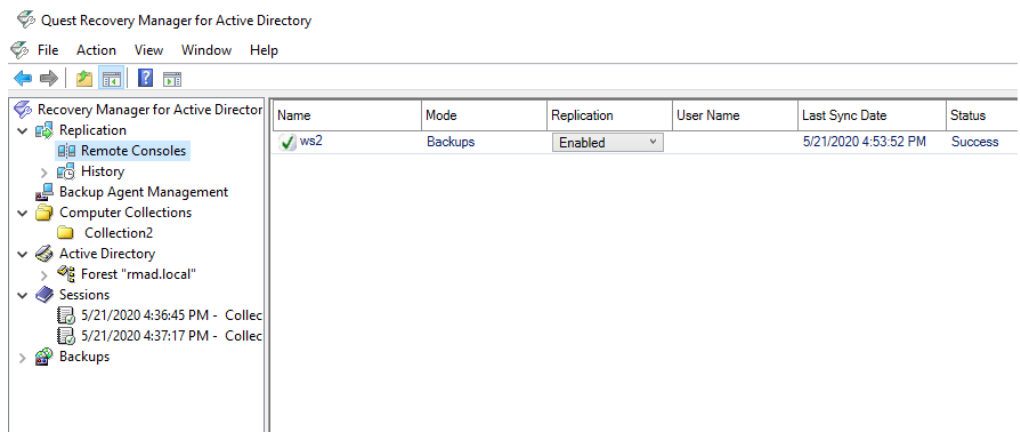 Quest Recovery Manager for Active Directory
File Action View Window Help
Recovery Manager for Active Director
Replication
Remote Consoles
History
Backup Agent Management
Computer Collections
Collection2
Active Directory
Forest "rmad.local"
Sessions
5/21/2020 4:36:45 PM - Collec
5/21/2020 4:37:17 PM - Collec
Backups
Name Mode Replication User Name Last Sync Date Status
ws2 Backups Enabled 5/21/2020 4:53:52 PM Success